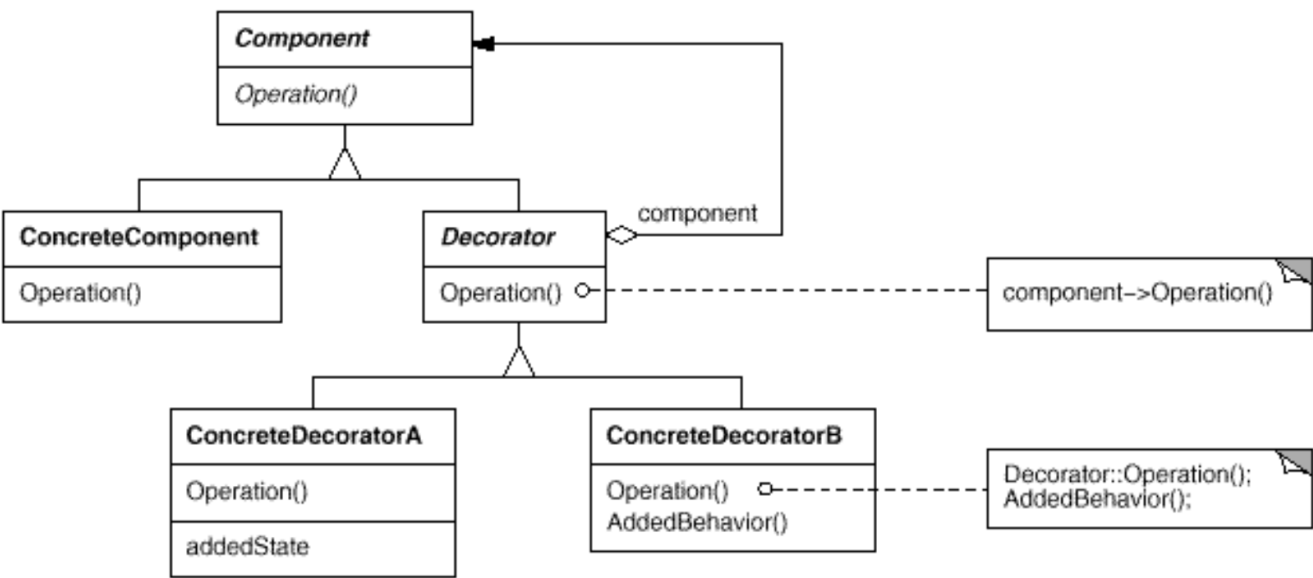 Component
Operation()
component
ConcreteComponent
Operation()
Decorator
Operation()
component–>Operation()
ConcreteDecoratorA
Operation()
addedState
ConcreteDecoratorB
Operation()
AddedBehavior()
Decorator::Operation();
AddedBehavior();